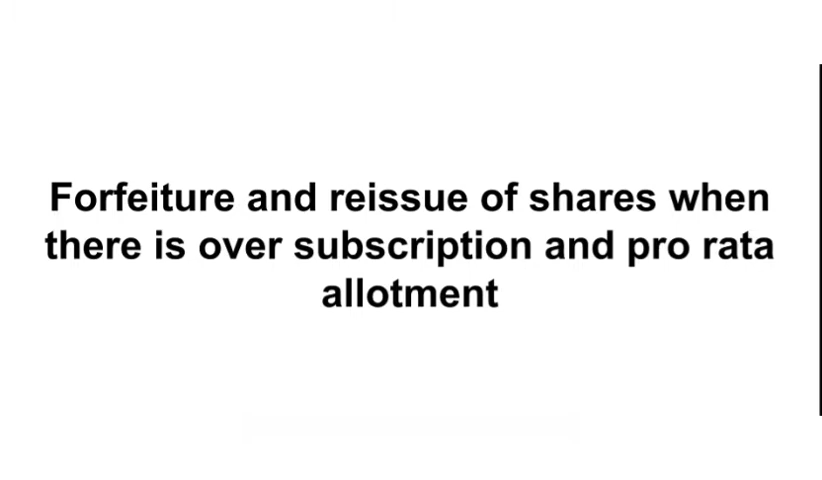 Forfeiture and reissue of shares when
there is over subscription and pro rata
allotment